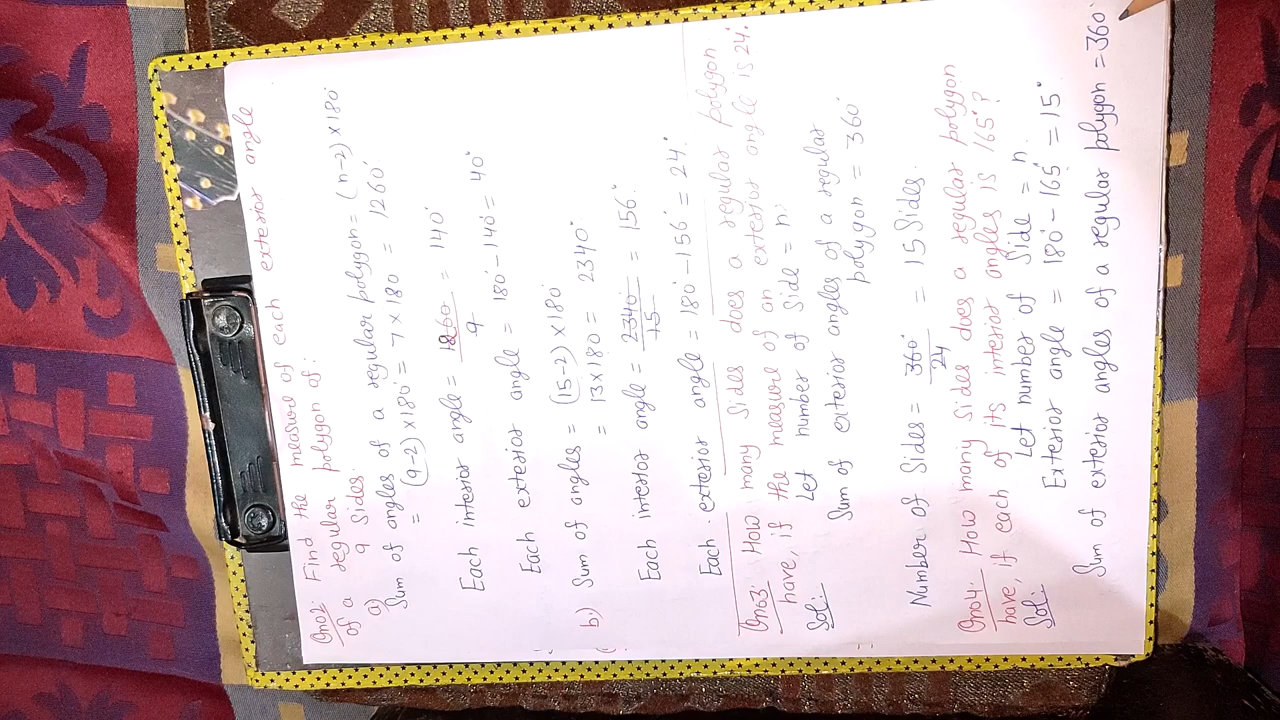 Qno2: Find the measure of each exterior angle
of a regular polygon of:
a) 9 Sides.
Sum of angles of a regular polygon = (n-2) × 180°
= (9-2) × 180° = 7 × 180 = 1260°
Each interior angle = 1260 / 9 = 140°
Each exterior angle = 180° - 140° = 40°
b.) Sum of angles = (15-2) × 180°
= 13 × 180 = 2340°
Each interior angle = 2340 / 15 = 156°.
Each exterior angle = 180° - 156° = 24°.
Qno3: How many Sides does a regular polygon
have, if the measure of an exterior angle is 24°.
Sol: Let number of Side = n.
Sum of exterior angles of a regular
polygon = 360°
Number of Sides = 360° / 24 = 15 Sides.
Qno4: How many Sides does a regular polygon
have, if each of its interior angles is 165°?
Sol: Let number of Side = n.
Exterior angle = 180° - 165° = 15°
Sum of exterior angles of a regular polygon = 360°